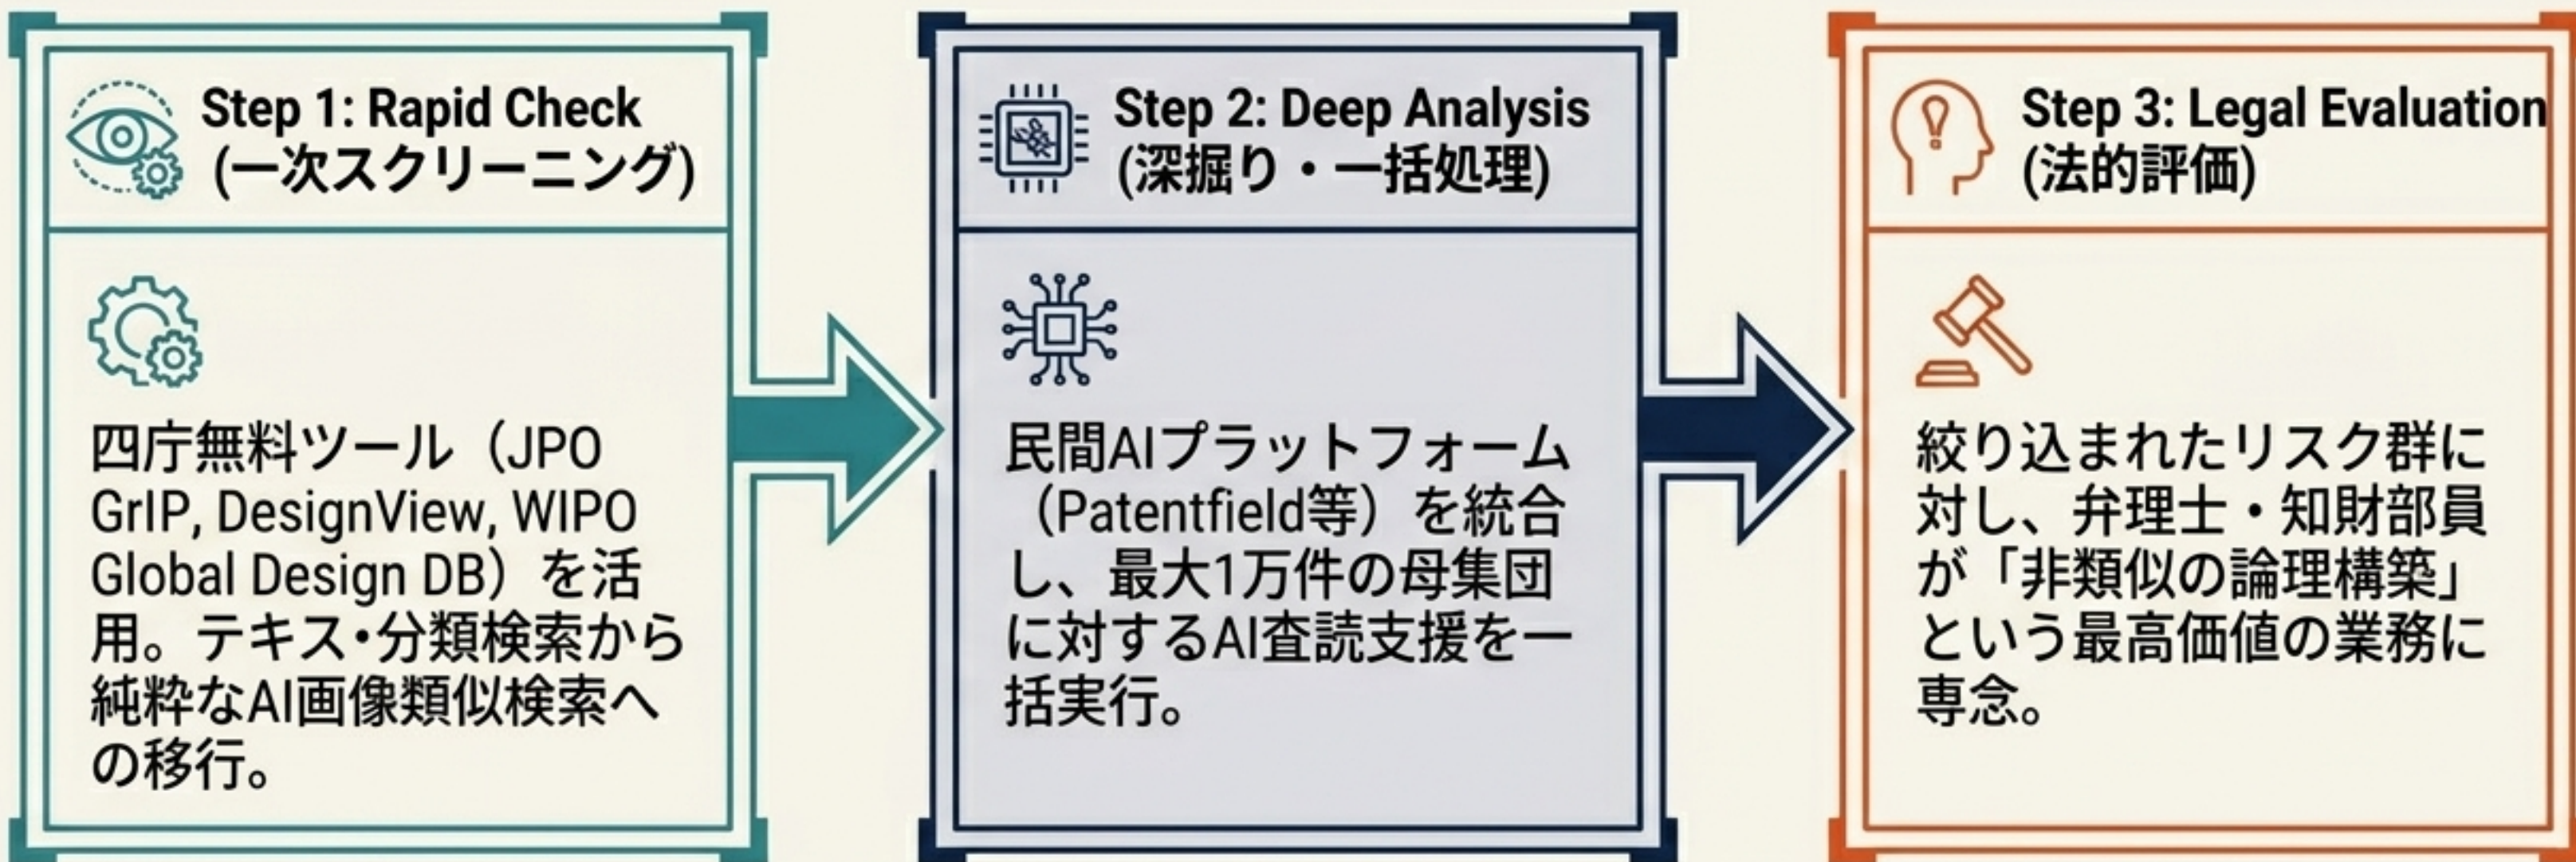 Step 1: Rapid Check
(一次スクリーニング)
四庁無料ツール（JPO
GrIP, DesignView, WIPO
Global Design DB）を活
用。テキス・分類検索から
純粋なAI画像類似検索へ
の移行。
Step 2: Deep Analysis
(深掘り・一括処理)
民間AIプラットフォーム
（Patentfield等）を統合
し、最大1万件の母集団
に対するAI査読支援を一
括実行。
Step 3: Legal Evaluation
(法的評価)
絞り込まれたリスク群に
対し、弁理士・知財部員
が「非類似の論理構築」
という最高価値の業務に
専念。